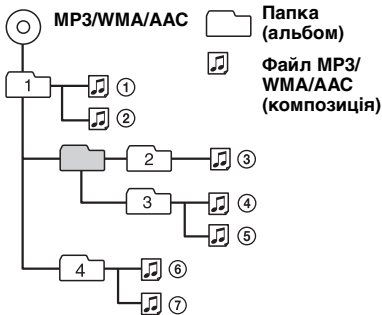 MP3/WMA/AAC
Папка
(альбом)
Файл MP3/
WMA/AAC
(композиція)
1
①
②
2
③
3
④
⑤
4
⑥
⑦